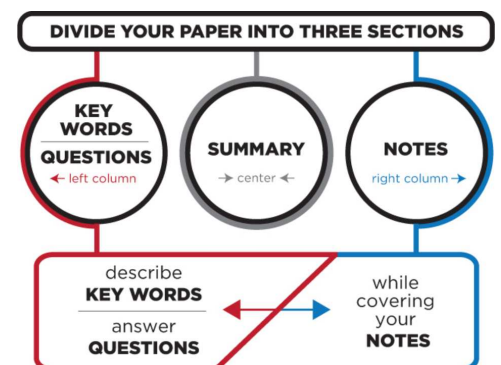 DIVIDE YOUR PAPER INTO THREE SECTIONS
KEY
WORDS
QUESTIONS
left column
SUMMARY
center
NOTES
right column
describe
KEY WORDS
answer
QUESTIONS
while
covering
your
NOTES